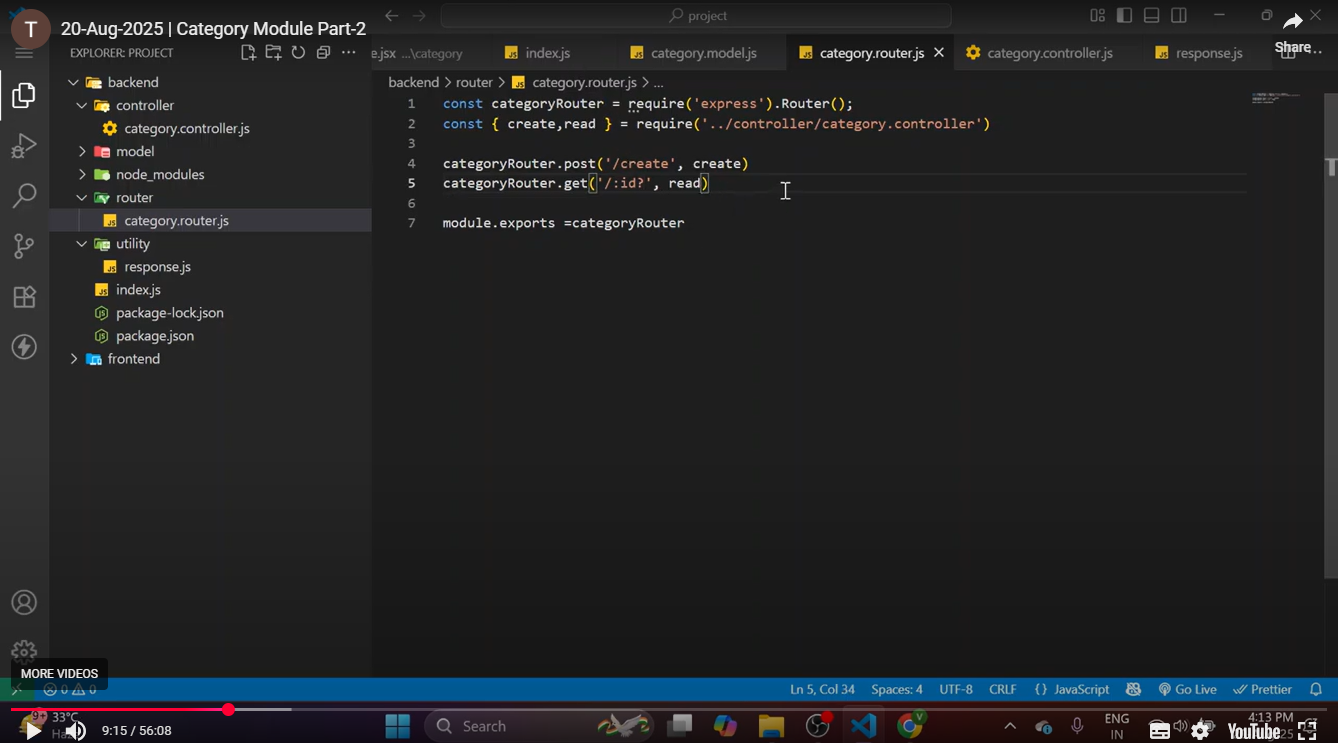 T
20-Aug-2025 | Category Module Part-2
project
Share
EXPLORER: PROJECT
e.jsx ...\category
index.js
category.model.js
category.router.js
category.controller.js
response.js
backend
controller
category.controller.js
model
node_modules
router
category.router.js
utility
response.js
index.js
package-lock.json
package.json
frontend
backend > router > category.router.js > ...
1 const categoryRouter = require('express').Router();
2 const { create,read } = require('../controller/category.controller')
3
4 categoryRouter.post('/create', create)
5 categoryRouter.get('/:id?', read)
6
7 module.exports =categoryRouter
MORE VIDEOS
0 0
Ln 5, Col 34 Spaces: 4 UTF-8 CRLF {} JavaScript Go Live Prettier
9+
33°C
9:15 / 56:08
Search
ENG
IN
4:13 PM
YouTube